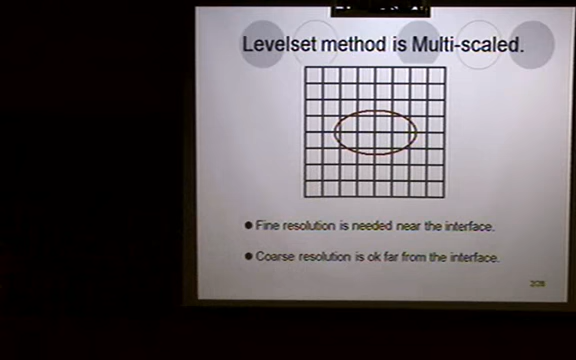 Levelset method is Multi-scaled.
● Fine resolution is needed near the interface.
● Coarse resolution is ok far from the interface.